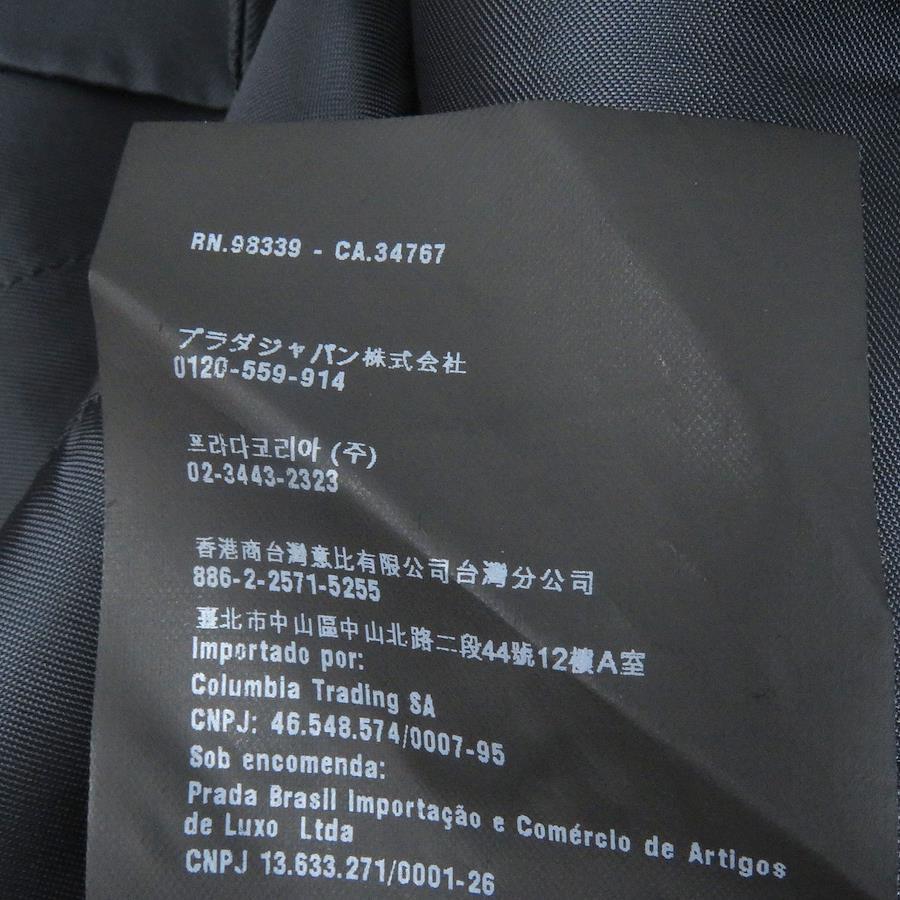 RN.98339 - CA.34767
プラダジャパン株式会社
0120-559-914
프라다코리아 (주)
02-3443-2323
香港商台灣意比有限公司台灣分公司
886-2-2571-5255
臺北市中山區中山北路二段44號12樓A室
Importado por:
Columbia Trading SA
CNPJ: 46.548.574/0007-95
Sob encomenda:
Prada Brasil Importação e Comércio de Artigos
de Luxo Ltda
CNPJ 13.633.271/0001-26